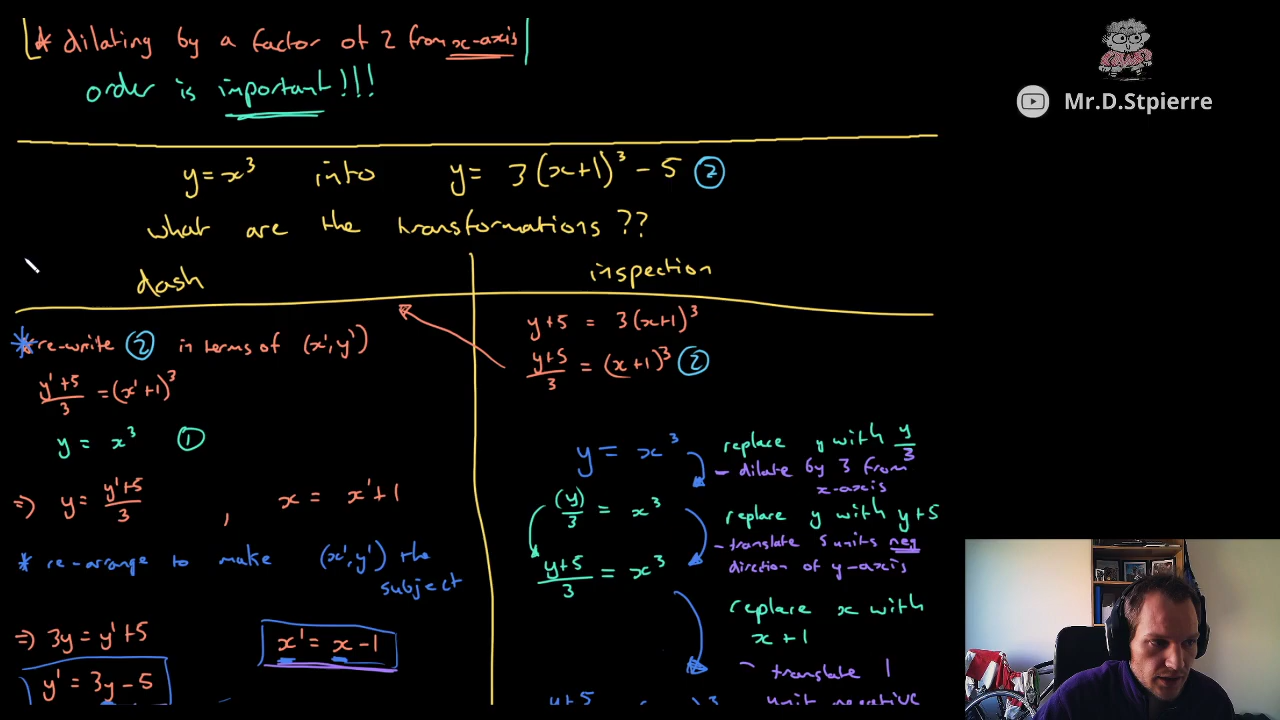 * dilating by a factor of 2 from x-axis
order is important!!!
Mr.D.Stpierre
y = x³ into y = 3(x+1)³ - 5 ②
what are the transformations ??
dash
* re-write ② in terms of (x', y')
(y'+5)/3 = (x'+1)³
y = x³ ①
=> y = (y'+5)/3 , x = x'+1
* re-arrange to make (x', y') the
subject
=> 3y = y'+5
x' = x - 1
y' = 3y - 5
inspection
y+5 = 3(x+1)³
(y+5)/3 = (x+1)³ ②
y = x³
(y)/3 = x³
(y+5)/3 = x³
replace y with y/3
- dilate by 3 from
x-axis
replace y with y+5
- translate 5 units neg
direction of y-axis
replace x with
x+1
- translate 1
unit negative